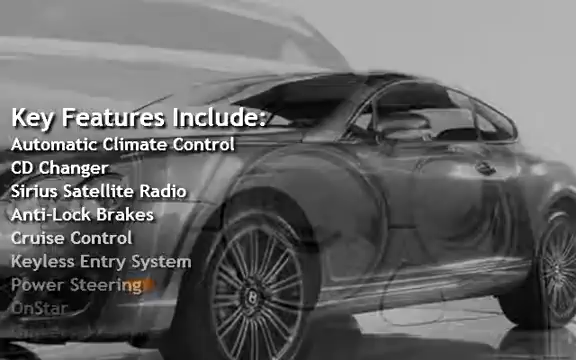 Key Features Include:
Automatic Climate Control
CD Changer
Sirius Satellite Radio
Anti-Lock Brakes
Cruise Control
Keyless Entry System
Power Steering
OnStar